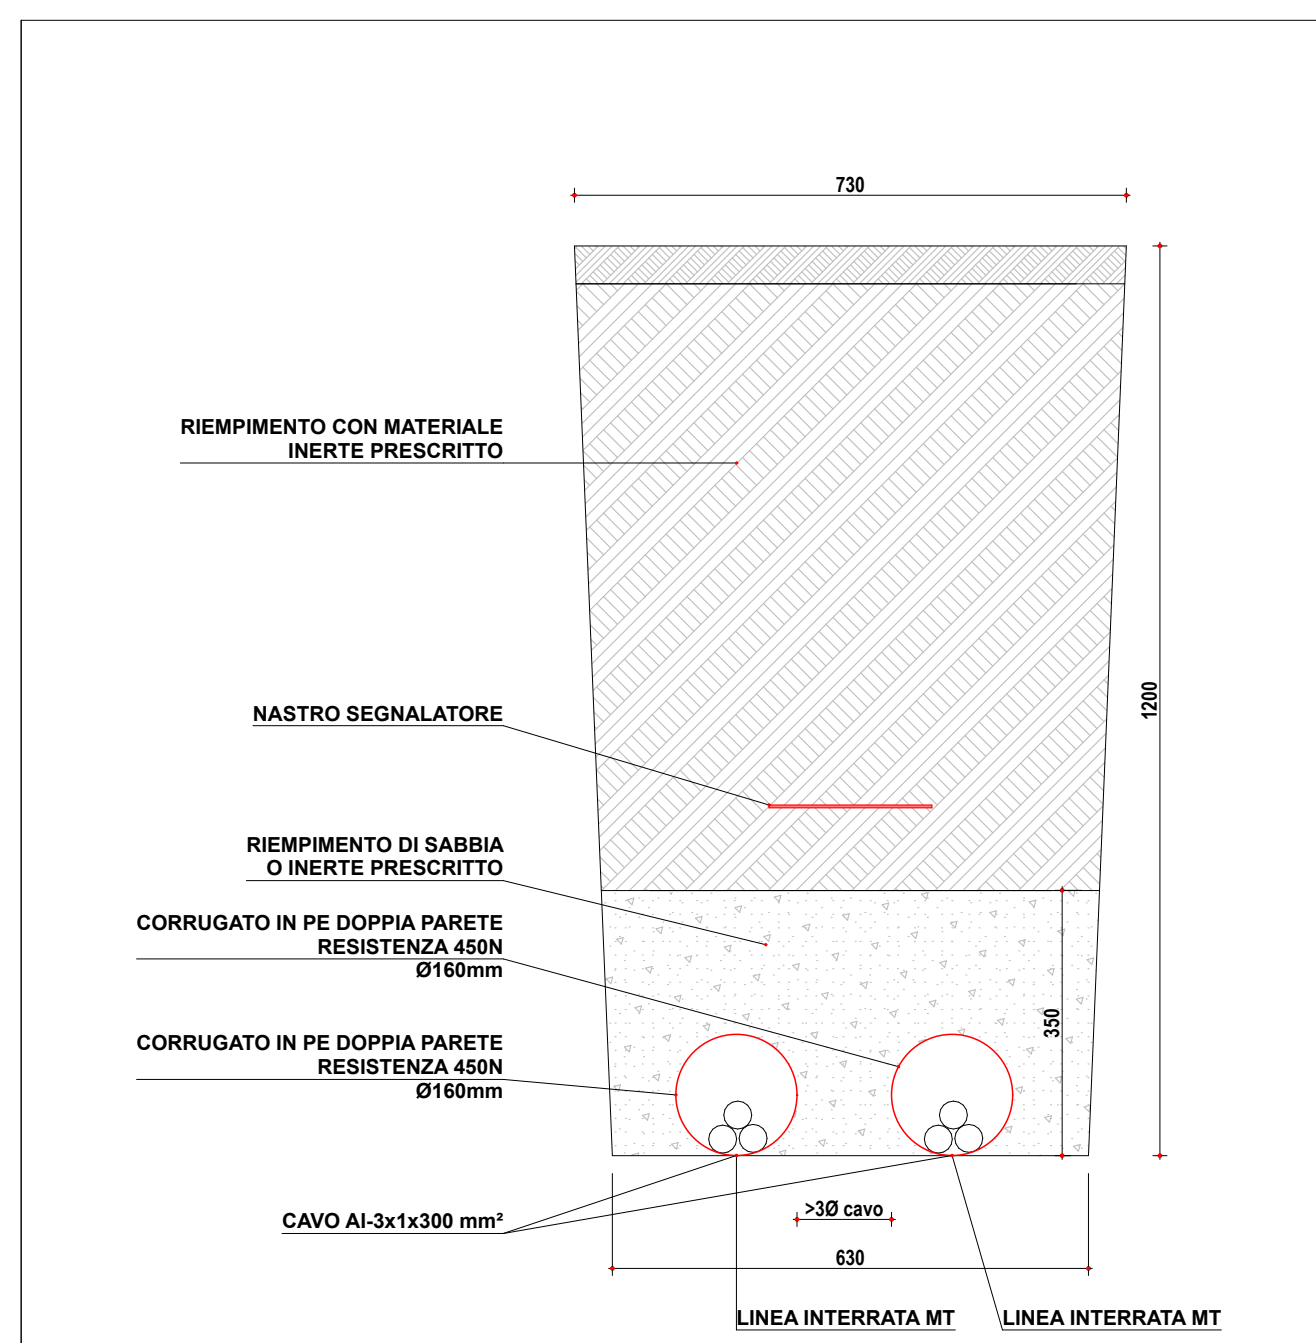 730
RIEMPIMENTO CON MATERIALE
INERTE PRESCRITTO
1200
NASTRO SEGNALATORE
RIEMPIMENTO DI SABBIA
O INERTE PRESCRITTO
CORRUGATO IN PE DOPPIA PARETE
RESISTENZA 450N
Ø160mm
350
CORRUGATO IN PE DOPPIA PARETE
RESISTENZA 450N
Ø160mm
CAVO Al-3x1x300 mm²
>3Ø cavo
630
LINEA INTERRATA MT
LINEA INTERRATA MT